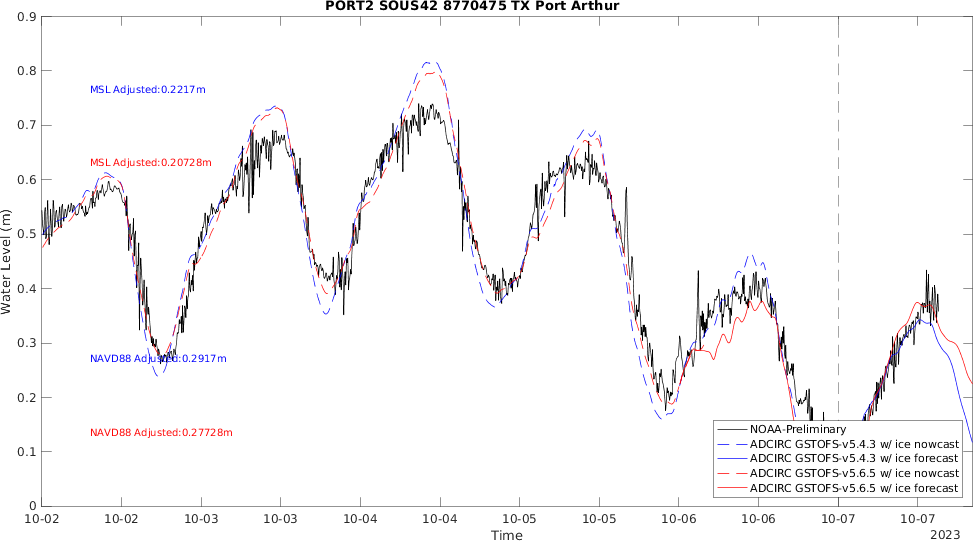 PORT2 SOUS42 8770475 TX Port Arthur
0.9
0.8
0.7
0.6
0.5
0.4
0.3
0.2
0.1
0
Water Level (m)
MSL Adjusted:0.2217m
MSL Adjusted:0.20728m
NAVD88 Adjusted:0.2917m
NAVD88 Adjusted:0.27728m
NOAA-Preliminary
ADCIRC GSTOFS-v5.4.3 w/ ice nowcast
ADCIRC GSTOFS-v5.4.3 w/ ice forecast
ADCIRC GSTOFS-v5.6.5 w/ ice nowcast
ADCIRC GSTOFS-v5.6.5 w/ ice forecast
10-02 10-02 10-03 10-03 10-04 10-04 10-05 10-05 10-06 10-06 10-07 10-07
Time
2023